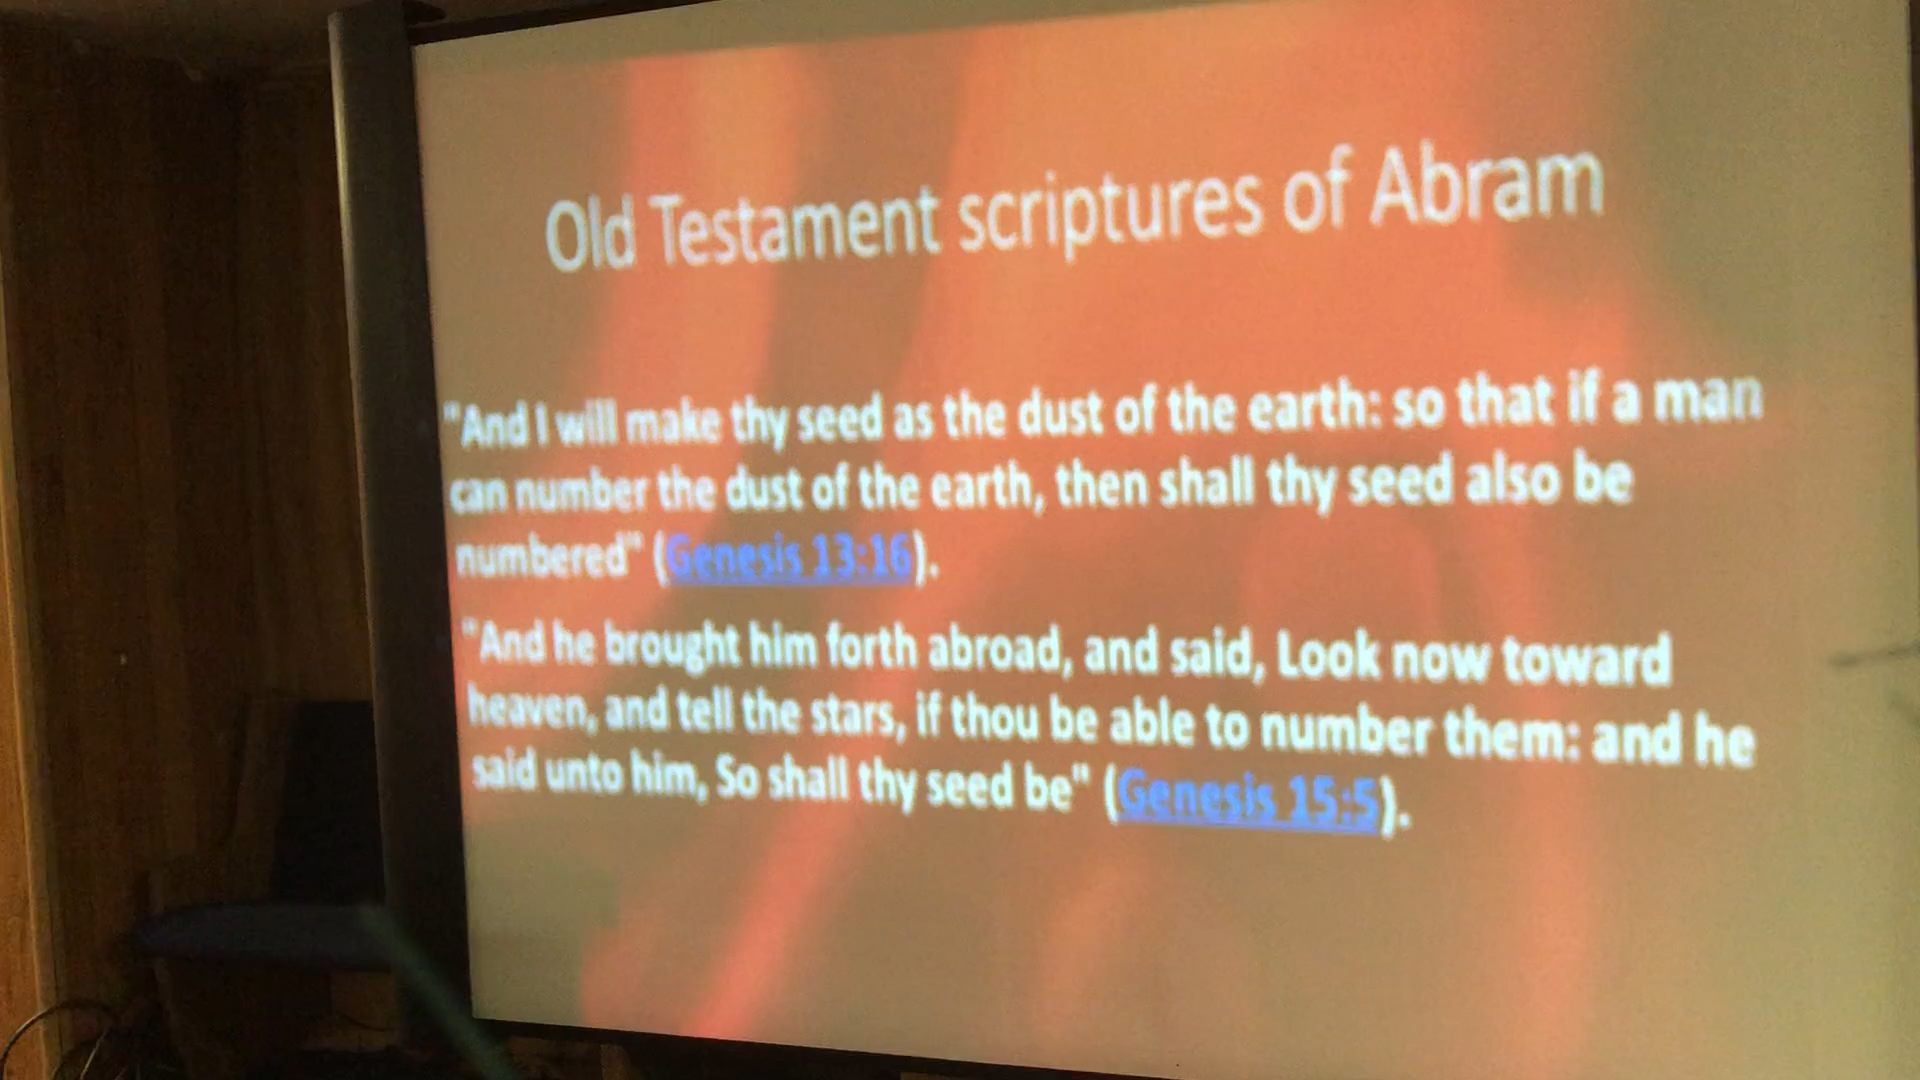 Old Testament scriptures of Abram
"And I will make thy seed as the dust of the earth: so that if a man
can number the dust of the earth, then shall thy seed also be
numbered" (Genesis 13:16).
"And he brought him forth abroad, and said, Look now toward
heaven, and tell the stars, if thou be able to number them: and he
said unto him, So shall thy seed be" (Genesis 15:5).